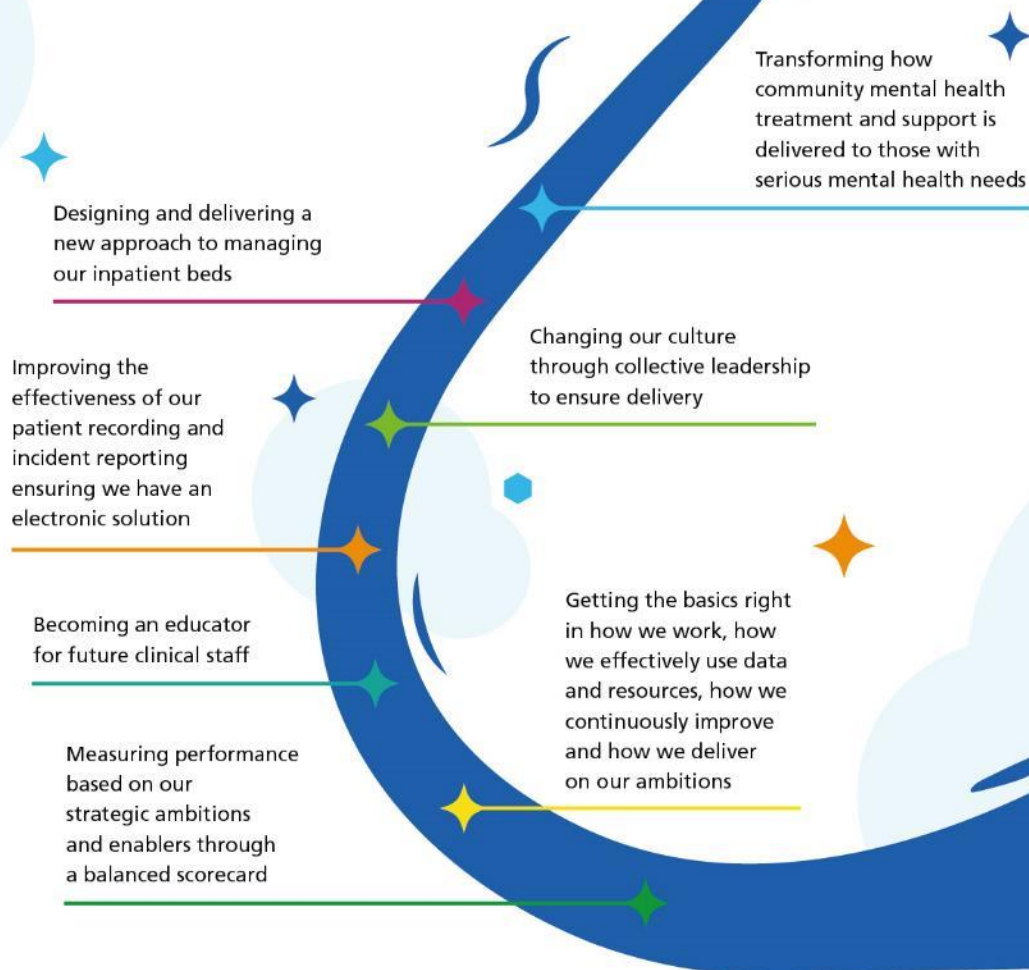 Transforming how
community mental health
treatment and support is
delivered to those with
serious mental health needs
Designing and delivering a
new approach to managing
our inpatient beds
Changing our culture
through collective leadership
to ensure delivery
Improving the
effectiveness of our
patient recording and
incident reporting
ensuring we have an
electronic solution
Becoming an educator
for future clinical staff
Getting the basics right
in how we work, how
we effectively use data
and resources, how we
continuously improve
and how we deliver
on our ambitions
Measuring performance
based on our
strategic ambitions
and enablers through
a balanced scorecard